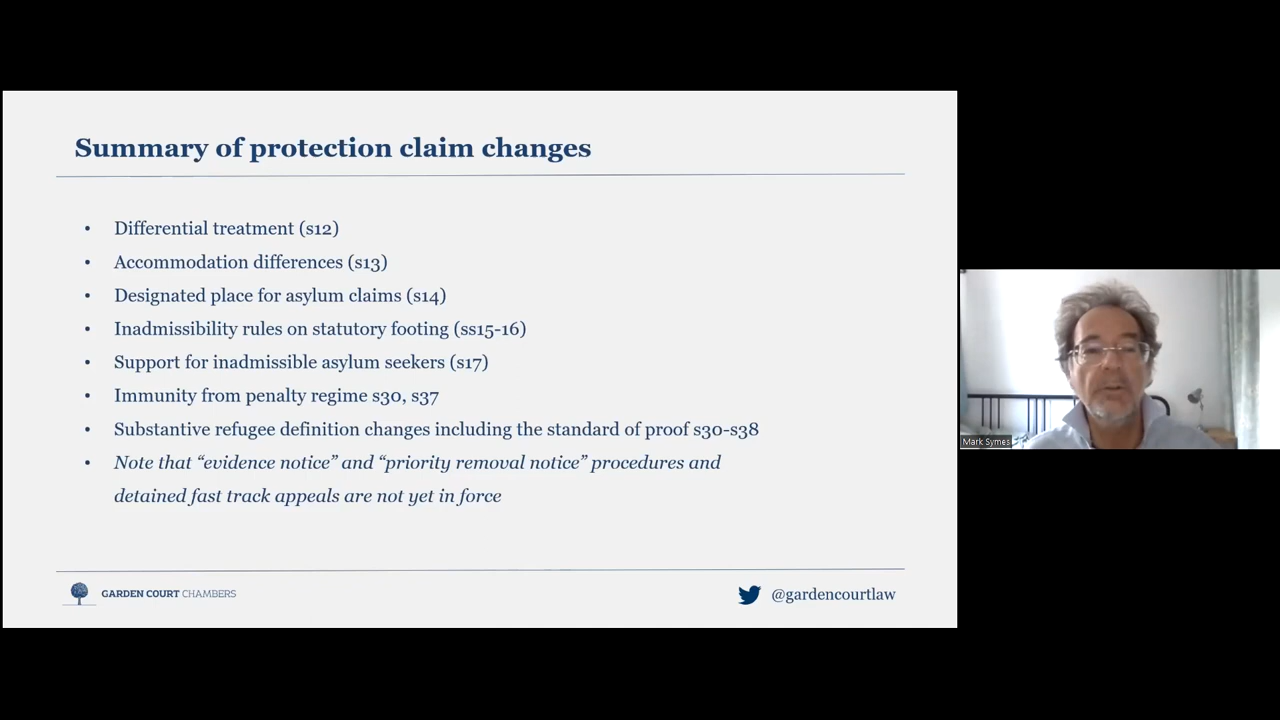 Summary of protection claim changes
• Differential treatment (s12)
• Accommodation differences (s13)
• Designated place for asylum claims (s14)
• Inadmissibility rules on statutory footing (ss15-16)
• Support for inadmissible asylum seekers (s17)
• Immunity from penalty regime s30, s37
• Substantive refugee definition changes including the standard of proof s30-s38
• Note that “evidence notice” and “priority removal notice” procedures and
detained fast track appeals are not yet in force
GARDEN COURT CHAMBERS
@gardencourtlaw
Mark Symes